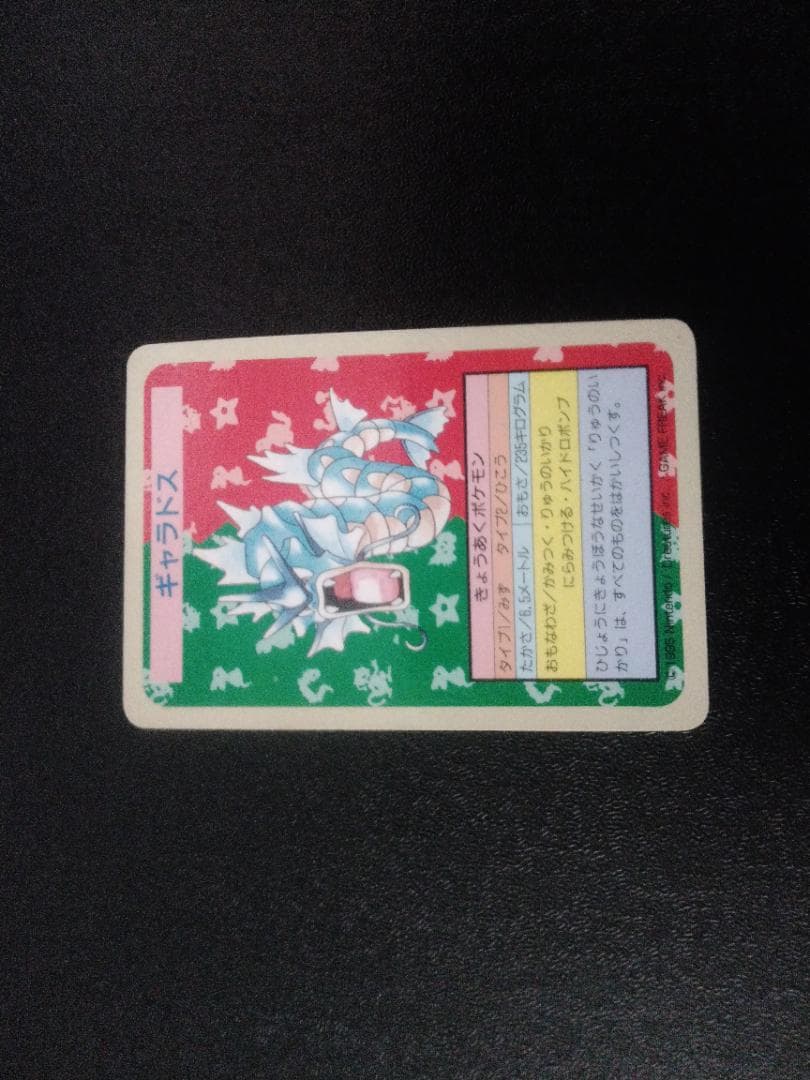 ギャラドス
きょうあくポケモン
タイプ1/みず タイプ2/ひこう
たかさ/6.5メートル おもさ/235キログラム
おもなわざ/かみつく・りゅうのいかり
にらみつける・ハイドロポンプ
ひじょうにきょうぼうなせいかく「りゅうのい
かり」は、すべてのものをはかいしつくす。
© 1995 Nintendo / Creatures inc. GAME FREAK inc.